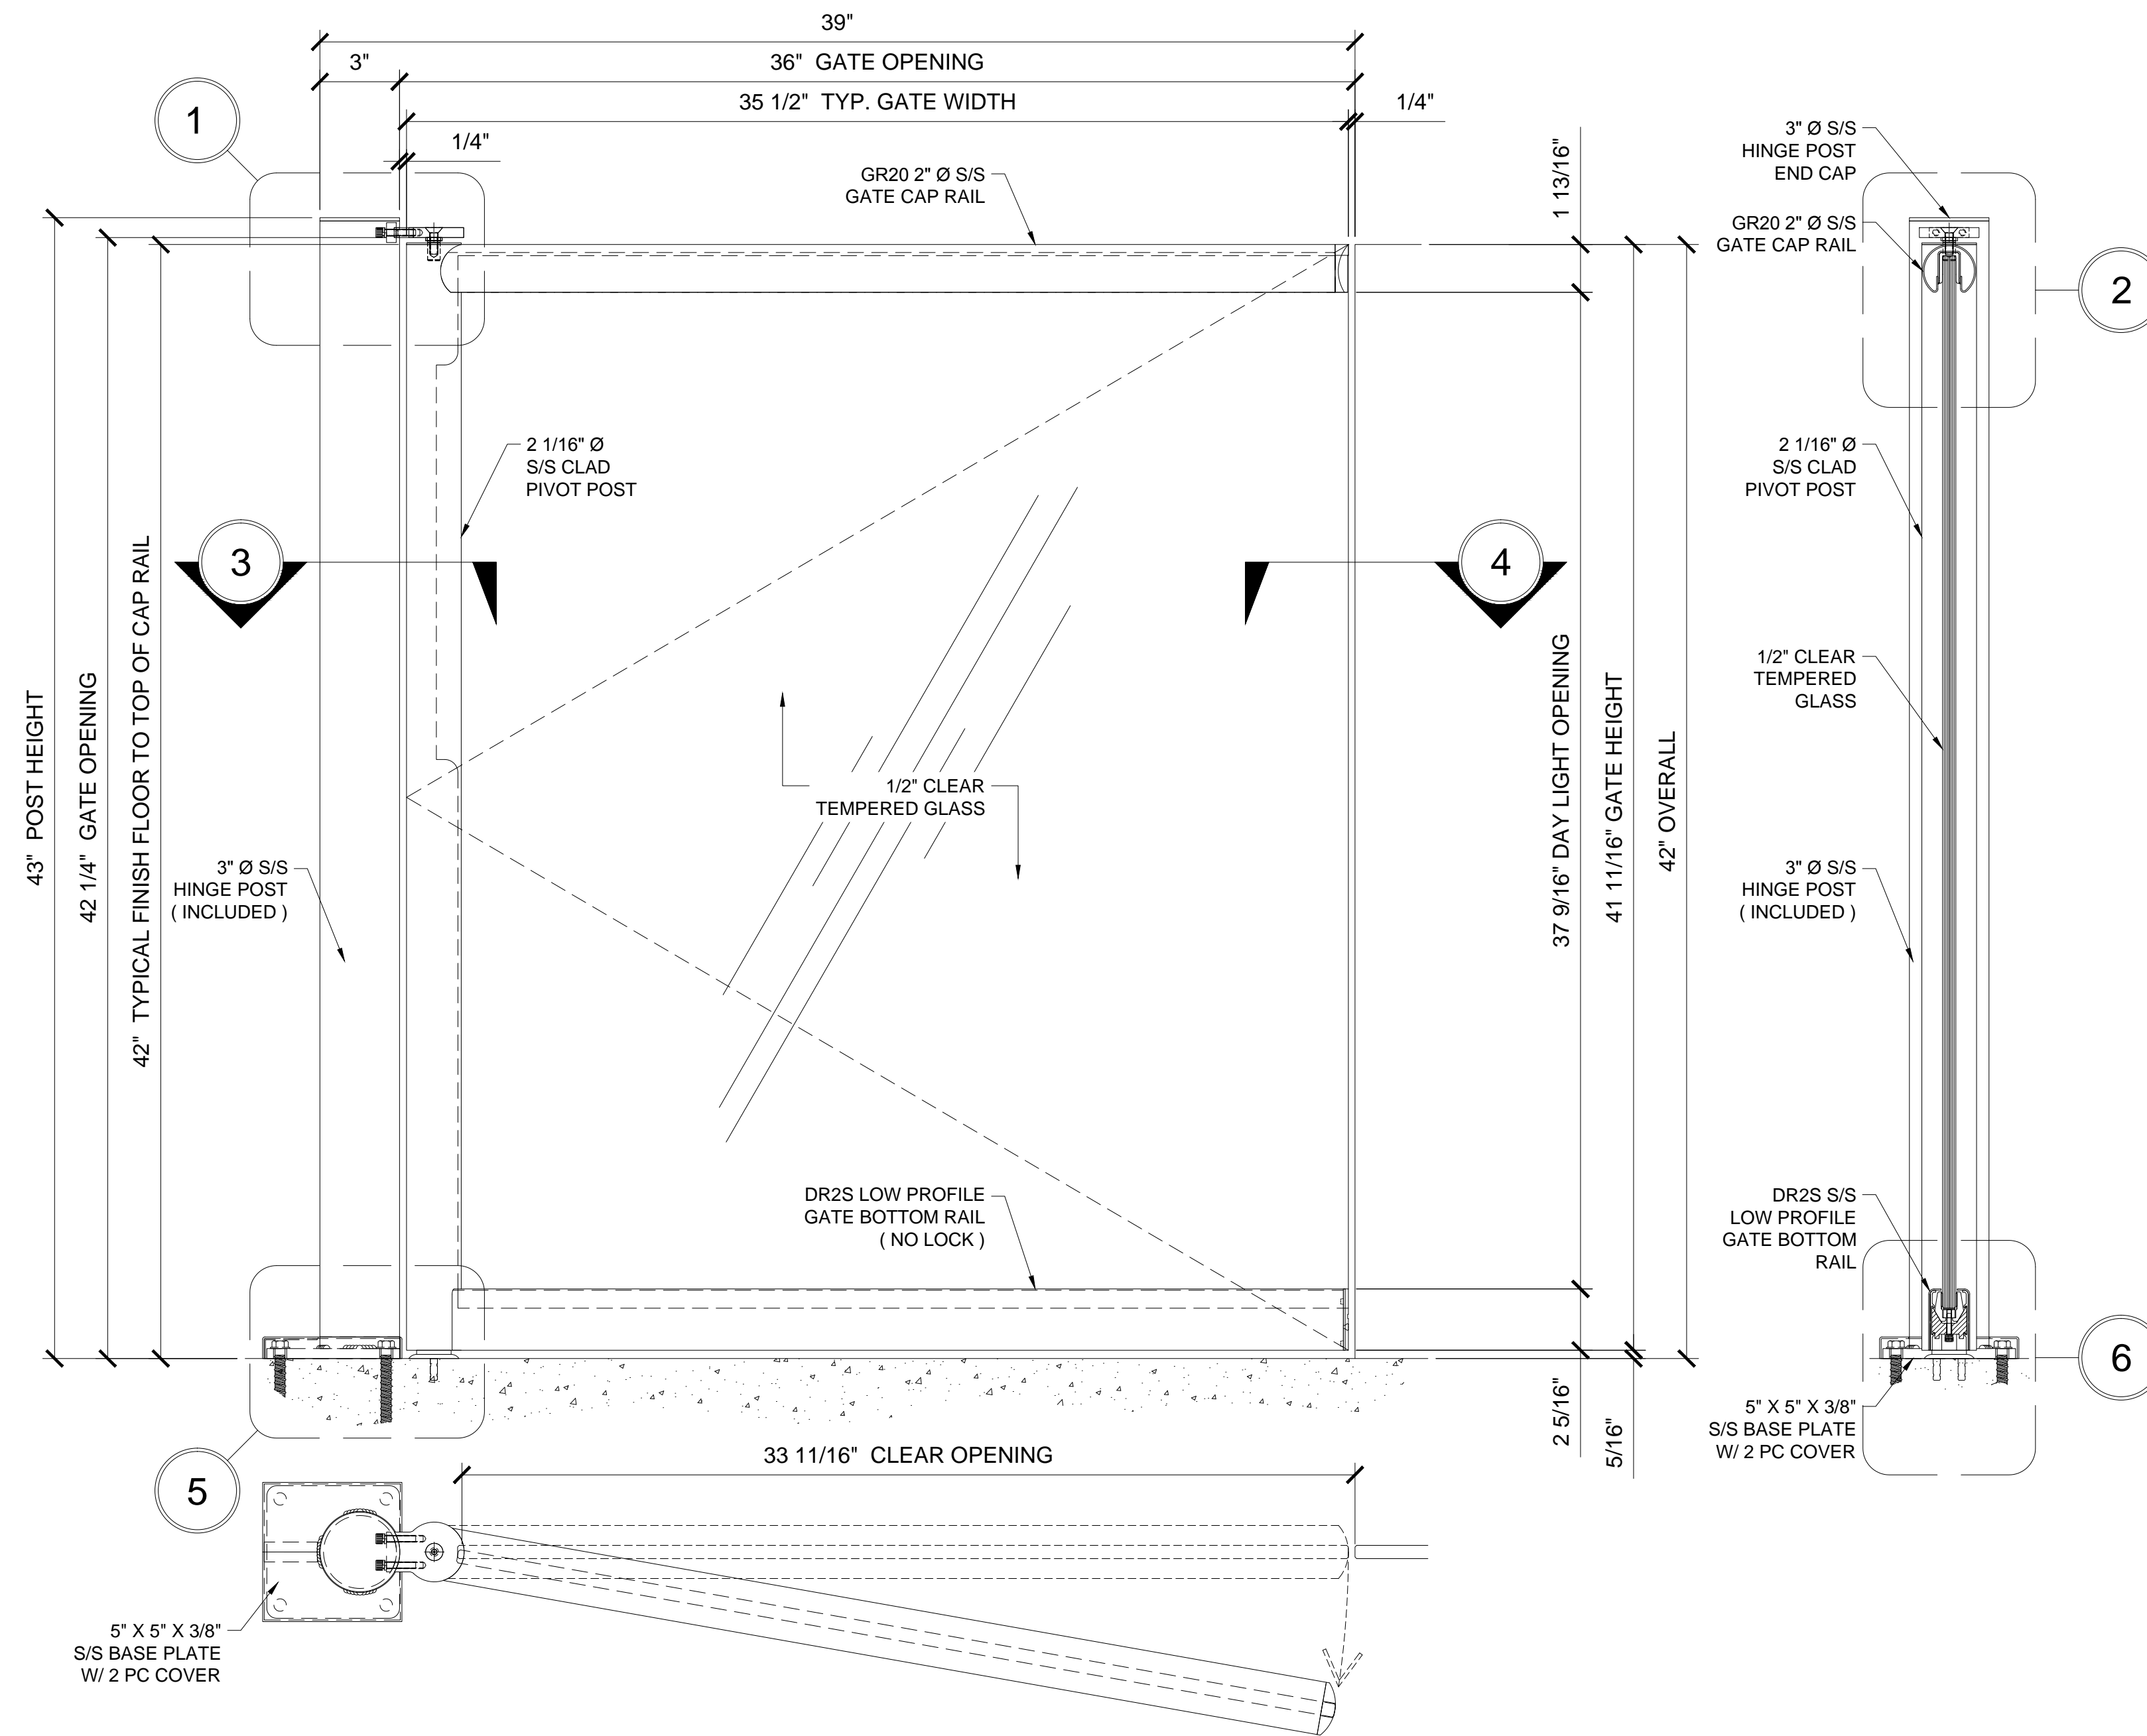 39"
3"
36" GATE OPENING
35 1/2" TYP. GATE WIDTH
1/4"
1/4"
1
GR20 2" Ø S/S
GATE CAP RAIL
1 13/16"
3" Ø S/S
HINGE POST
END CAP
GR20 2" Ø S/S
GATE CAP RAIL
2
2 1/16" Ø
S/S CLAD
PIVOT POST
2 1/16" Ø
S/S CLAD
PIVOT POST
3
4
43" POST HEIGHT
42 1/4" GATE OPENING
42" TYPICAL FINISH FLOOR TO TOP OF CAP RAIL
37 9/16" DAY LIGHT OPENING
41 11/16" GATE HEIGHT
42" OVERALL
1/2" CLEAR
TEMPERED
GLASS
1/2" CLEAR
TEMPERED GLASS
3" Ø S/S
HINGE POST
( INCLUDED )
3" Ø S/S
HINGE POST
( INCLUDED )
DR2S LOW PROFILE
GATE BOTTOM RAIL
( NO LOCK )
DR2S S/S
LOW PROFILE
GATE BOTTOM
RAIL
6
5" X 5" X 3/8"
S/S BASE PLATE
W/ 2 PC COVER
2 5/16"
5/16"
33 11/16" CLEAR OPENING
5
5" X 5" X 3/8"
S/S BASE PLATE
W/ 2 PC COVER